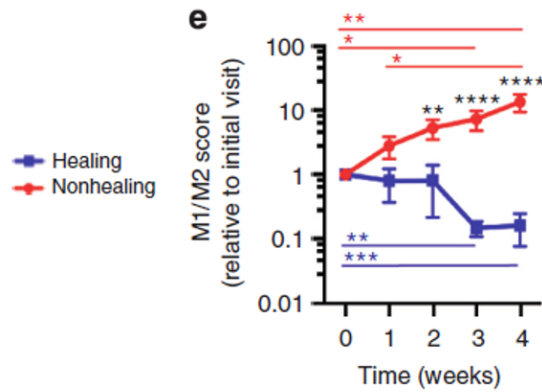 e
**
*
*
100
10
1
0.1
0.01
** **** ****
**
***
M1/M2 score
(relative to initial visit)
Healing
Nonhealing
0 1 2 3 4
Time (weeks)